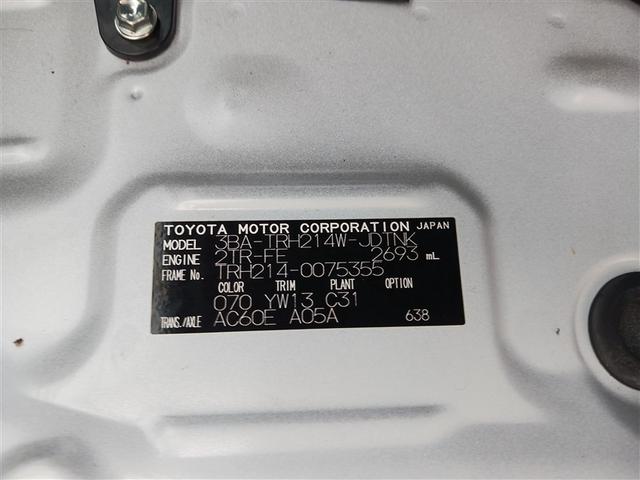 TOYOTA MOTOR CORPORATION JAPAN
MODEL 3BA-TRH214W-JDTNK
ENGINE 2TR-FE 2693 mL
FRAME No. TRH214-0075355
COLOR TRIM PLANT OPTION
070 YW13 C31
TRANS./AXLE AC60E A05A 638